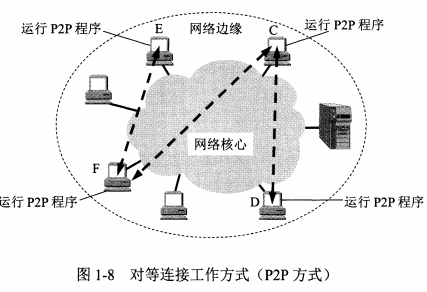 运行 P2P 程序
E
网络边缘
C
运行 P2P 程序
网络核心
F
运行 P2P 程序
D
运行 P2P 程序
图 1-8 对等连接工作方式（P2P 方式）